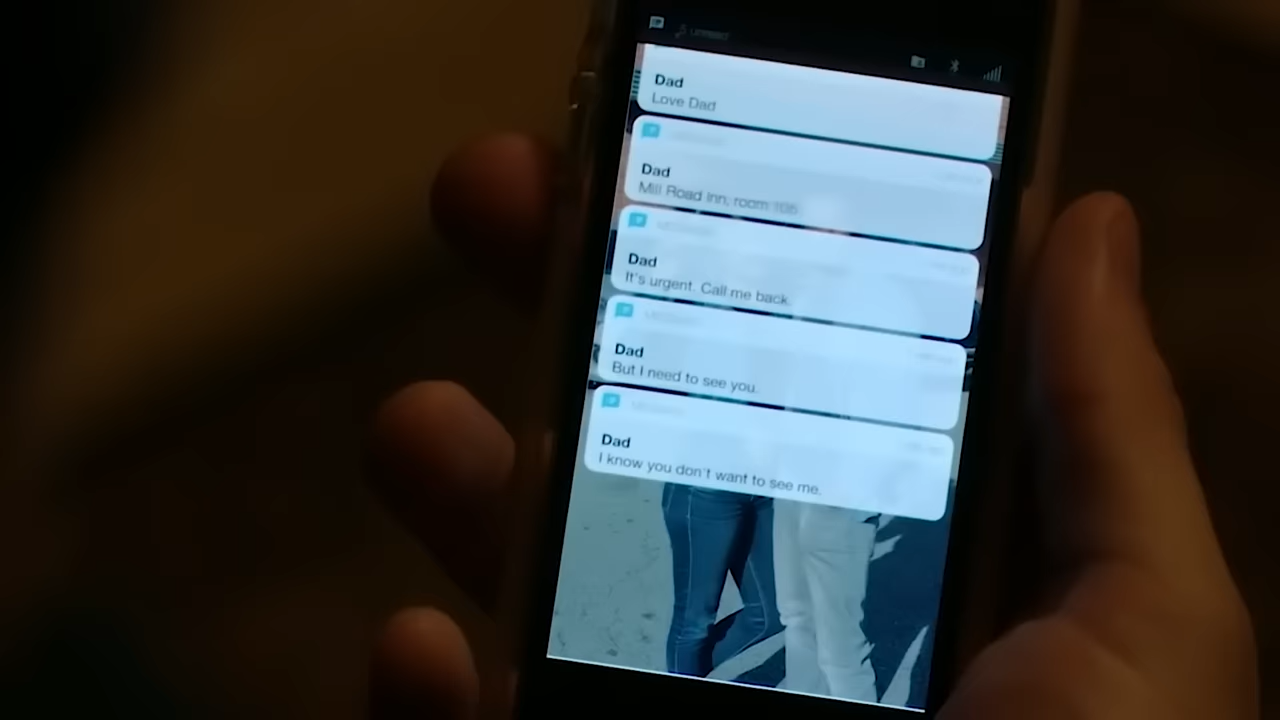 Dad
Love Dad
Dad
Mill Road Inn, room 105
Dad
It's urgent. Call me back.
Dad
But I need to see you.
Dad
I know you don't want to see me.